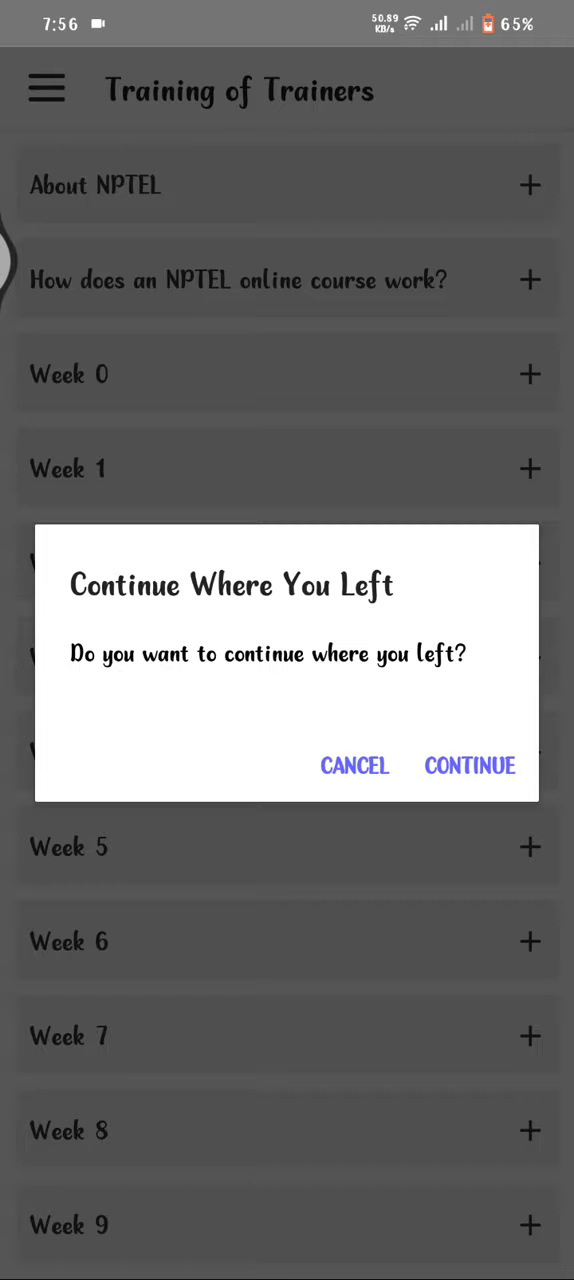 7:56
50.89
KB/s
65%
Training of Trainers
About NPTEL
How does an NPTEL online course work?
Week 0
Week 1
Continue Where You Left
Do you want to continue where you left?
CANCEL CONTINUE
Week 5
Week 6
Week 7
Week 8
Week 9